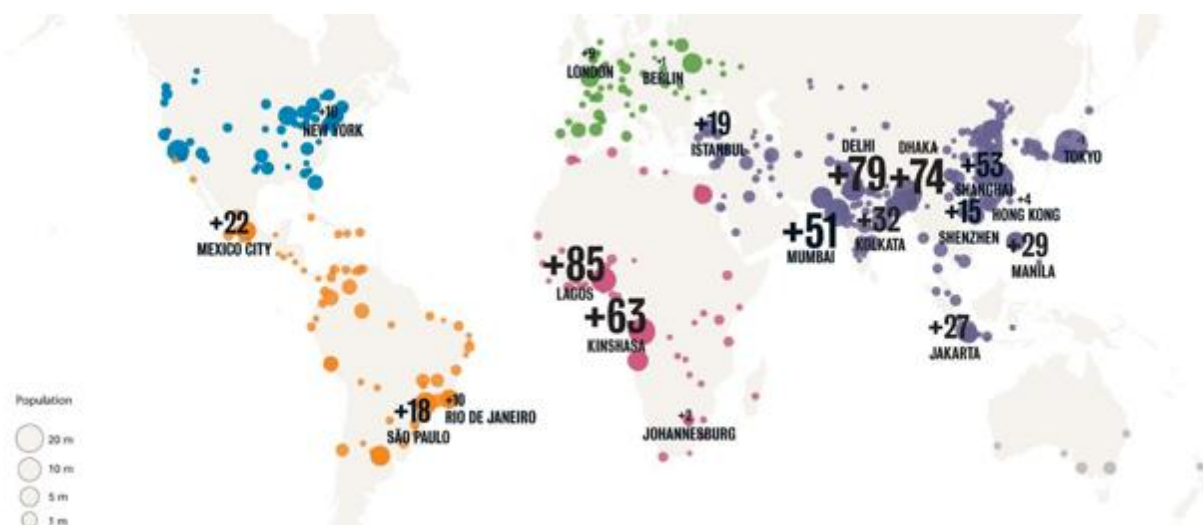 +9
LONDON
+1
BERLIN
+10
NEW YORK
+19
ISTANBUL
DELHI
+79
DHAKA
+74
+53
SHANGHAI
TOKYO
+22
MEXICO CITY
+51
MUMBAI
+32
KOLKATA
+15
SHENZHEN
+4
HONG KONG
+29
MANILA
+85
LAGOS
+63
KINSHASA
+27
JAKARTA
+18
SÃO PAULO
+10
RIO DE JANEIRO
+2
JOHANNESBURG
Population
20 m
10 m
5 m
1 m